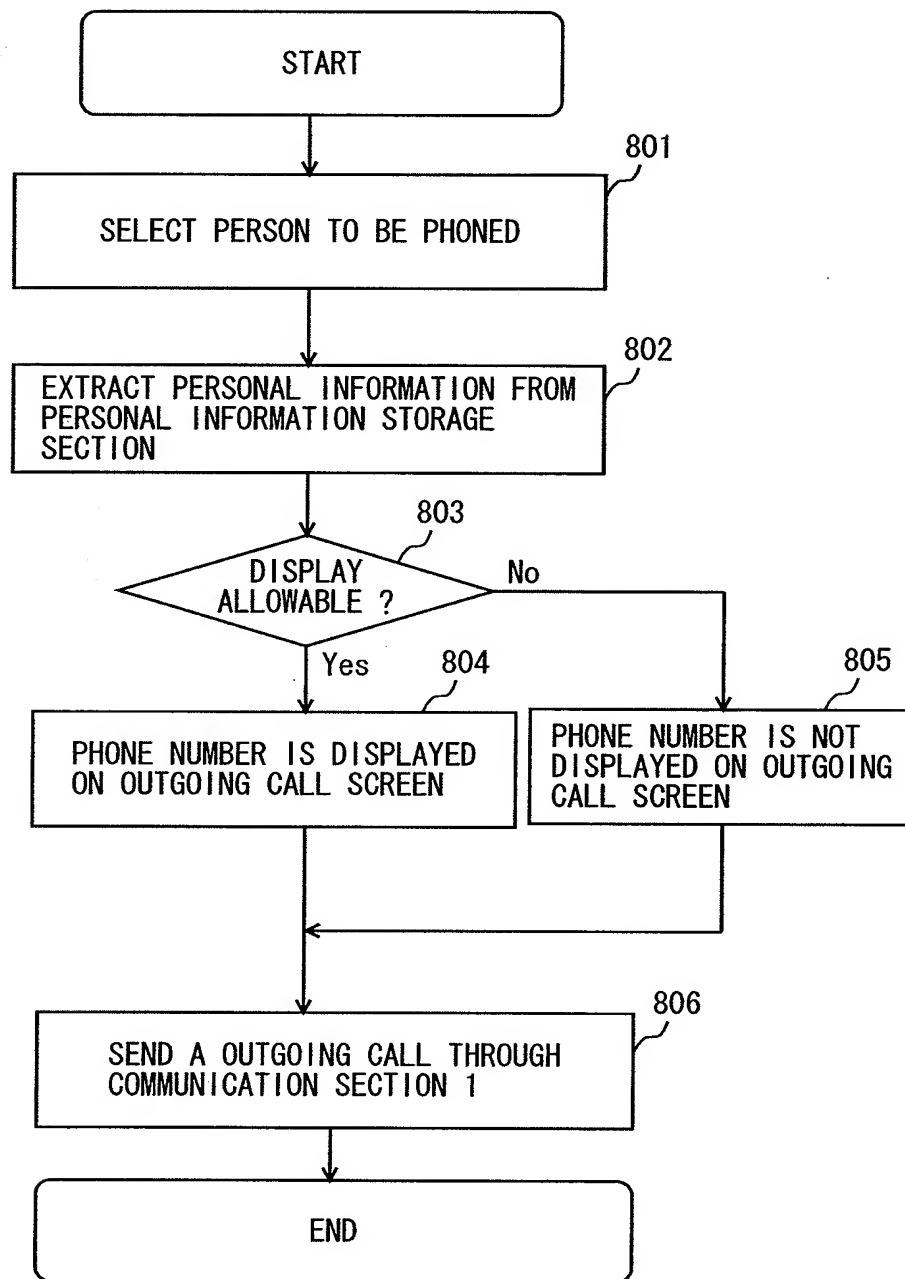 START
801
SELECT PERSON TO BE PHONED
802
EXTRACT PERSONAL INFORMATION FROM
PERSONAL INFORMATION STORAGE
SECTION
803
DISPLAY
ALLOWABLE ?
No
Yes
804
PHONE NUMBER IS DISPLAYED
ON OUTGOING CALL SCREEN
805
PHONE NUMBER IS NOT
DISPLAYED ON OUTGOING
CALL SCREEN
806
SEND A OUTGOING CALL THROUGH
COMMUNICATION SECTION 1
END